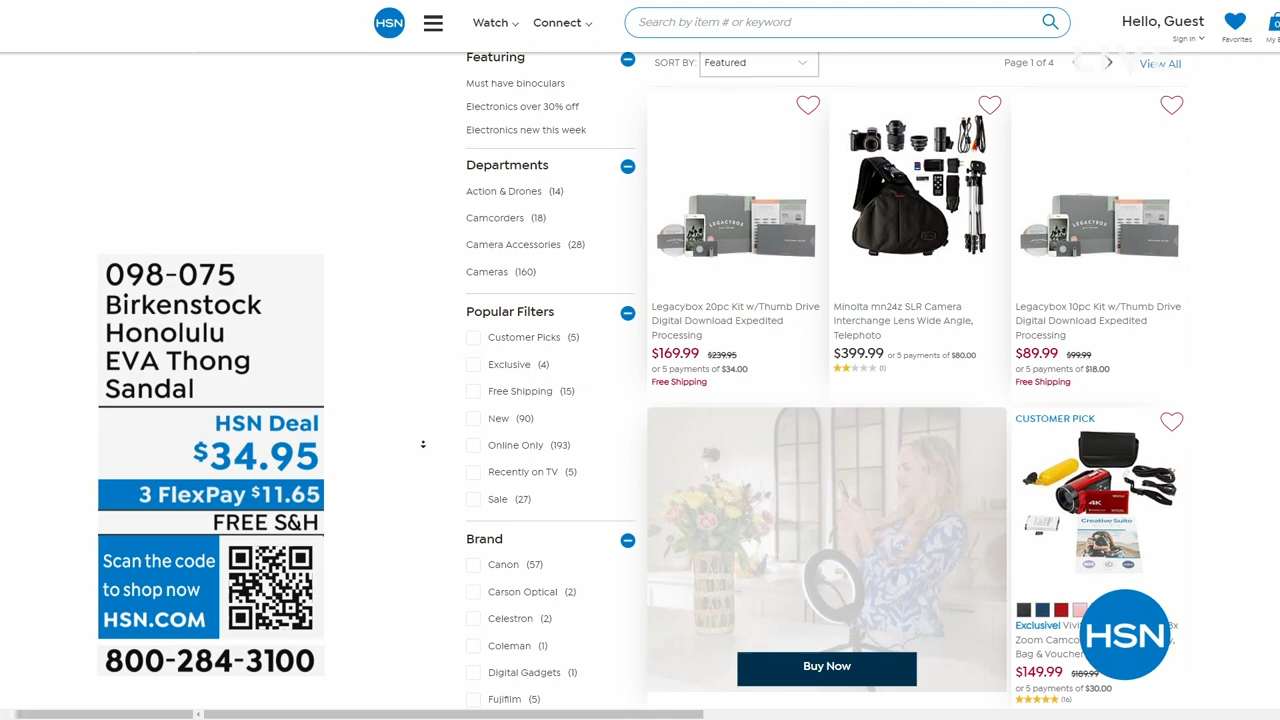 HSN
Watch
Connect
Search by item # or keyword
Hello, Guest
Sign In
Favorites
0
Featuring
Must have binoculars
Electronics over 30% off
Electronics new this week
Departments
Action & Drones (14)
Camcorders (18)
Camera Accessories (28)
Cameras (160)
Popular Filters
Customer Picks (5)
Exclusive (4)
Free Shipping (15)
New (90)
Online Only (193)
Recently on TV (5)
Sale (27)
Brand
Canon (57)
Carson Optical (2)
Celestron (2)
Coleman (1)
Digital Gadgets (1)
Fujifilm (5)
SORT BY:
Featured
Page 1 of 4
View All
LEGACYBOX
Legacybox 20pc Kit w/Thumb Drive
Digital Download Expedited
Processing
$169.99 $239.95
or 5 payments of $34.00
Free Shipping
Minolta mn24z SLR Camera
Interchange Lens Wide Angle,
Telephoto
$399.99 or 5 payments of $80.00
(1)
LEGACYBOX
Legacybox 10pc Kit w/Thumb Drive
Digital Download Expedited
Processing
$89.99 $99.99
or 5 payments of $18.00
Free Shipping
Buy Now
CUSTOMER PICK
4K
Creative Suite
Exclusive!
Bag & Voucher
$149.99 $189.99
or 5 payments of $30.00
(16)
HSN
098-075
Birkenstock
Honolulu
EVA Thong
Sandal
HSN Deal
$34.95
3 FlexPay $11.65
FREE S&H
Scan the code
to shop now
HSN.COM
800-284-3100